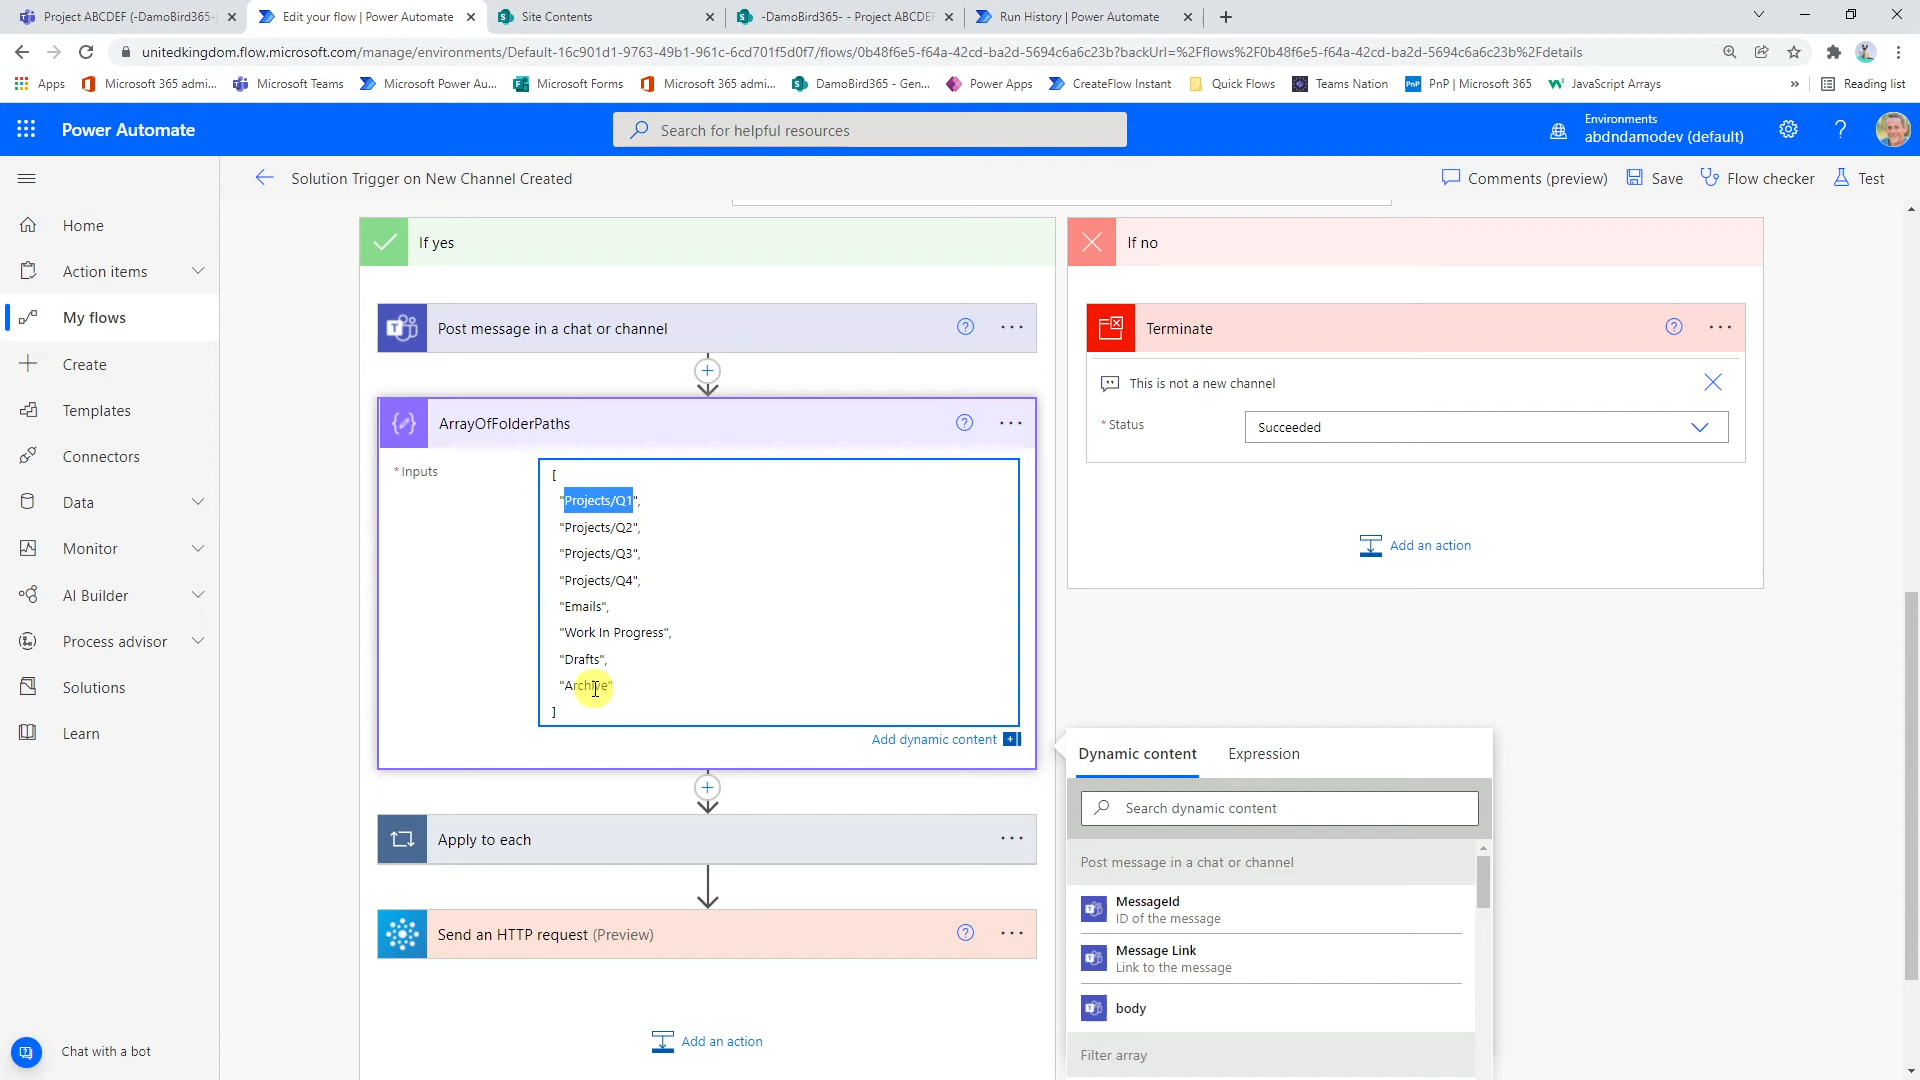 Project ABCDEF (-DamoBird365-
Edit your flow | Power Automate
Site Contents
-DamoBird365- - Project ABCDEF
Run History | Power Automate
unitedkingdom.flow.microsoft.com/manage/environments/Default-16c901d1-9763-49b1-961c-6cd701f5d0f7/flows/0b48f6e5-f64a-42cd-ba2d-5694c6a6c23b?backUrl=%2Fflows%2F0b48f6e5-f64a-42cd-ba2d-5694c6a6c23b%2Fdetails
Apps
Microsoft 365 admi...
Microsoft Teams
Microsoft Power Au...
Microsoft Forms
Microsoft 365 admi...
DamoBird365 - Gen...
Power Apps
CreateFlow Instant
Quick Flows
Teams Nation
PnP | Microsoft 365
JavaScript Arrays
»
Reading list
Power Automate
Search for helpful resources
Environments
abdndamodev (default)
Solution Trigger on New Channel Created
Comments (preview)
Save
Flow checker
Test
Home
Action items
My flows
Create
Templates
Connectors
Data
Monitor
AI Builder
Process advisor
Solutions
Learn
Chat with a bot
If yes
Post message in a chat or channel
ArrayOfFolderPaths
* Inputs
[
"Projects/Q1",
"Projects/Q2",
"Projects/Q3",
"Projects/Q4",
"Emails",
"Work In Progress",
"Drafts",
"Archive"
]
Add dynamic content
Apply to each
Send an HTTP request (Preview)
Add an action
If no
Terminate
This is not a new channel
* Status
Succeeded
Add an action
Dynamic content
Expression
Search dynamic content
Post message in a chat or channel
MessageId
ID of the message
Message Link
Link to the message
body
Filter array